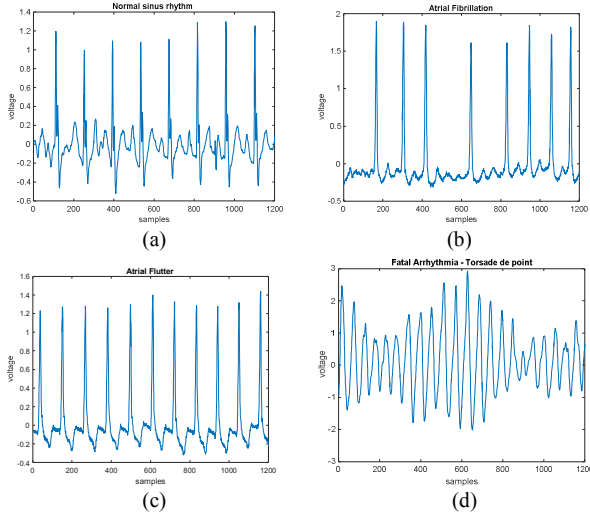 Normal sinus rhythm
1.4
1.2
1
0.8
0.6
0.4
0.2
0
-0.2
-0.4
-0.6
voltage
0 200 400 600 800 1000 1200
samples
(a)
Atrial Fibrillation
2
1.5
1
0.5
0
-0.5
voltage
0 200 400 600 800 1000 1200
samples
(b)
Atrial Flutter
1.6
1.4
1.2
1
0.8
0.6
0.4
0.2
0
-0.2
-0.4
voltage
0 200 400 600 800 1000 1200
samples
(c)
Fatal Arrhythmia - Torsade de point
3
2
1
0
-1
-2
-3
voltage
0 200 400 600 800 1000 1200
samples
(d)